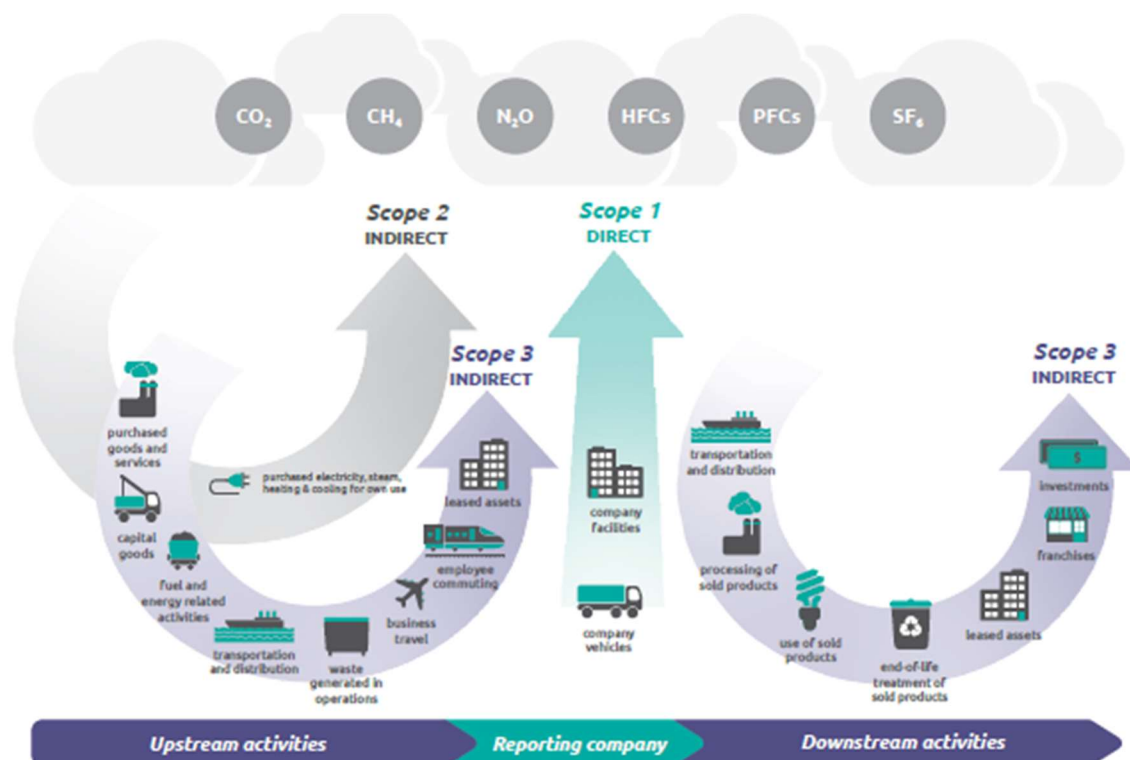 CO₂
CH₄
N₂O
HFCs
PFCs
SF₆
Scope 2
INDIRECT
Scope 1
DIRECT
Scope 3
INDIRECT
Scope 3
INDIRECT
purchased
goods and
services
capital
goods
fuel and
energy related
activities
transportation
and distribution
waste
generated in
operations
business
travel
employee
commuting
leased assets
purchased electricity, steam,
heating & cooling for own use
company
facilities
company
vehicles
transportation
and distribution
processing of
sold products
use of sold
products
end-of-life
treatment of
sold products
leased assets
franchises
$
investments
Upstream activities
Reporting company
Downstream activities